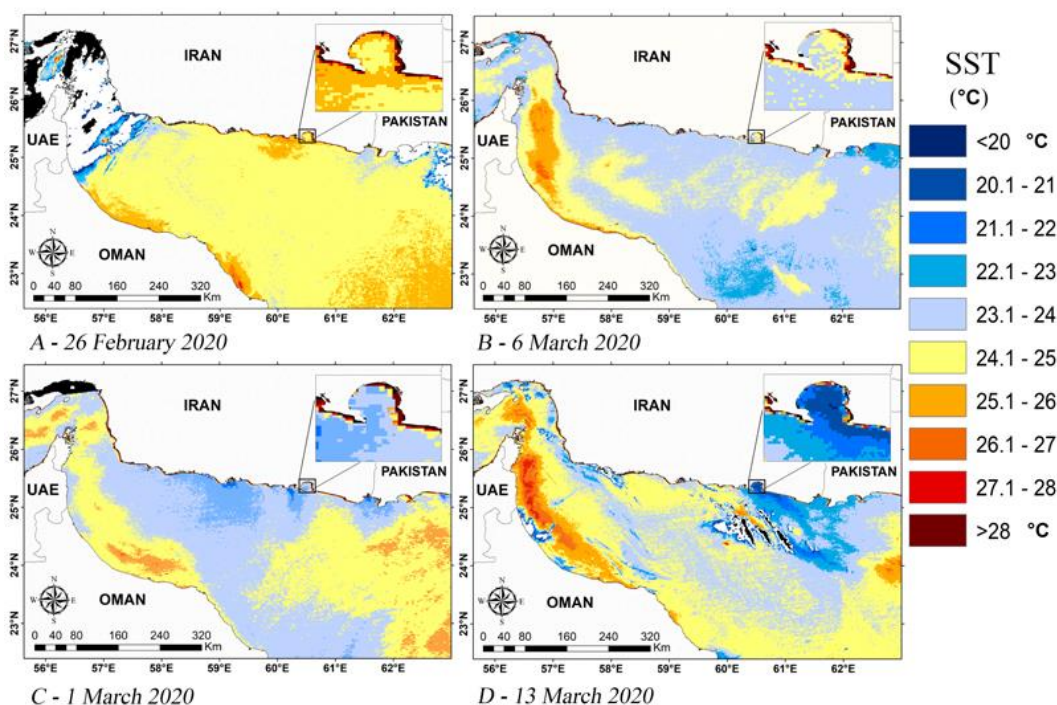 IRAN
PAKISTAN
UAE
OMAN
27°N
26°N
25°N
24°N
23°N
N
W E
S
0 40 80 160 240 320
Km
56°E 57°E 58°E 59°E 60°E 61°E 62°E
A - 26 February 2020
IRAN
PAKISTAN
UAE
OMAN
27°N
26°N
25°N
24°N
23°N
N
W E
S
0 40 80 160 240 320
Km
56°E 57°E 58°E 59°E 60°E 61°E 62°E
B - 6 March 2020
IRAN
PAKISTAN
UAE
OMAN
27°N
26°N
25°N
24°N
23°N
N
W E
S
0 40 80 160 240 320
Km
56°E 57°E 58°E 59°E 60°E 61°E 62°E
C - 1 March 2020
IRAN
PAKISTAN
UAE
OMAN
27°N
26°N
25°N
24°N
23°N
N
W E
S
0 40 80 160 240 320
Km
56°E 57°E 58°E 59°E 60°E 61°E 62°E
D - 13 March 2020
SST
(°C)
<20 °C
20.1 - 21
21.1 - 22
22.1 - 23
23.1 - 24
24.1 - 25
25.1 - 26
26.1 - 27
27.1 - 28
>28 °C